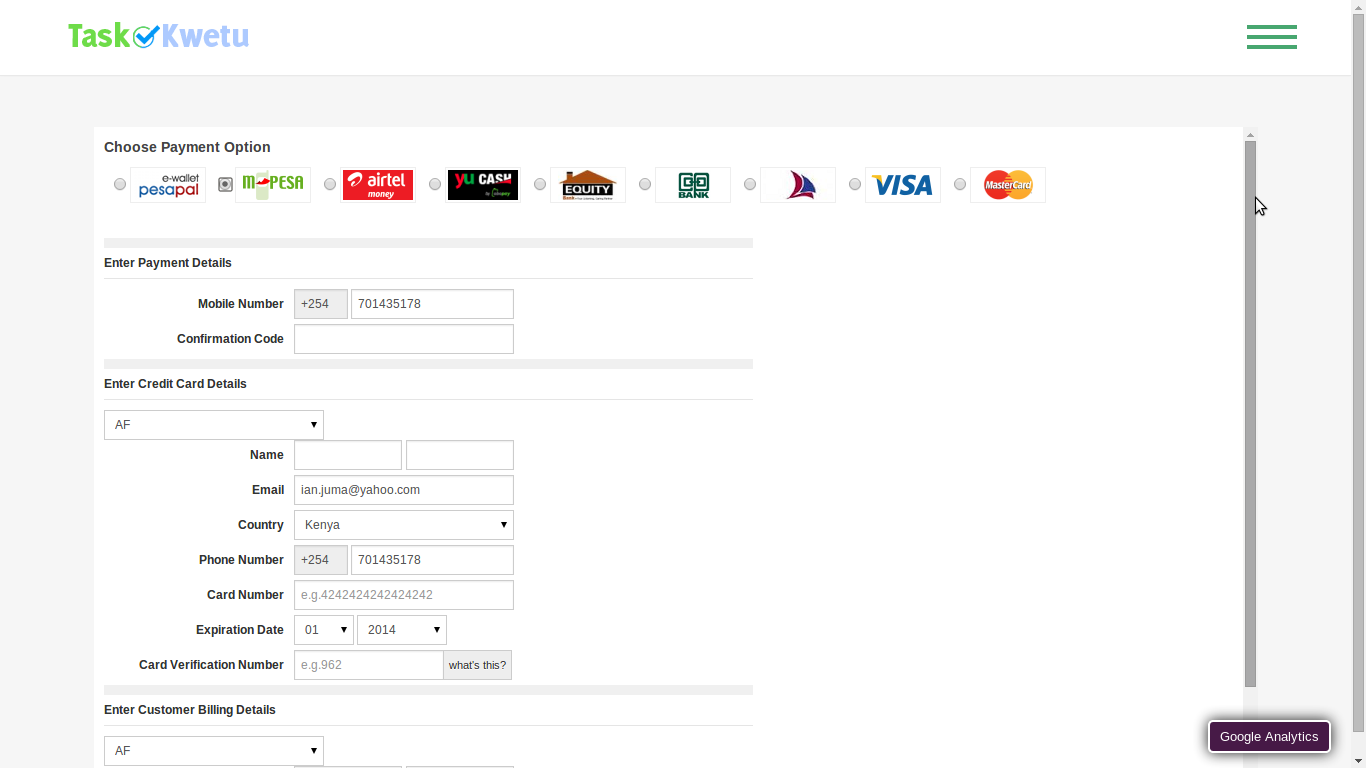 Task Kwetu
Choose Payment Option
e-wallet
pesapal
M-PESA
airtel
money
yu CASH
EQUITY
Bank
BANK
VISA
MasterCard
Enter Payment Details
Mobile Number +254 701435178
Confirmation Code
Enter Credit Card Details
AF
Name
Email ian.juma@yahoo.com
Country Kenya
Phone Number +254 701435178
Card Number e.g.4242424242424242
Expiration Date 01 2014
Card Verification Number e.g.962 what's this?
Enter Customer Billing Details
Google Analytics
AF